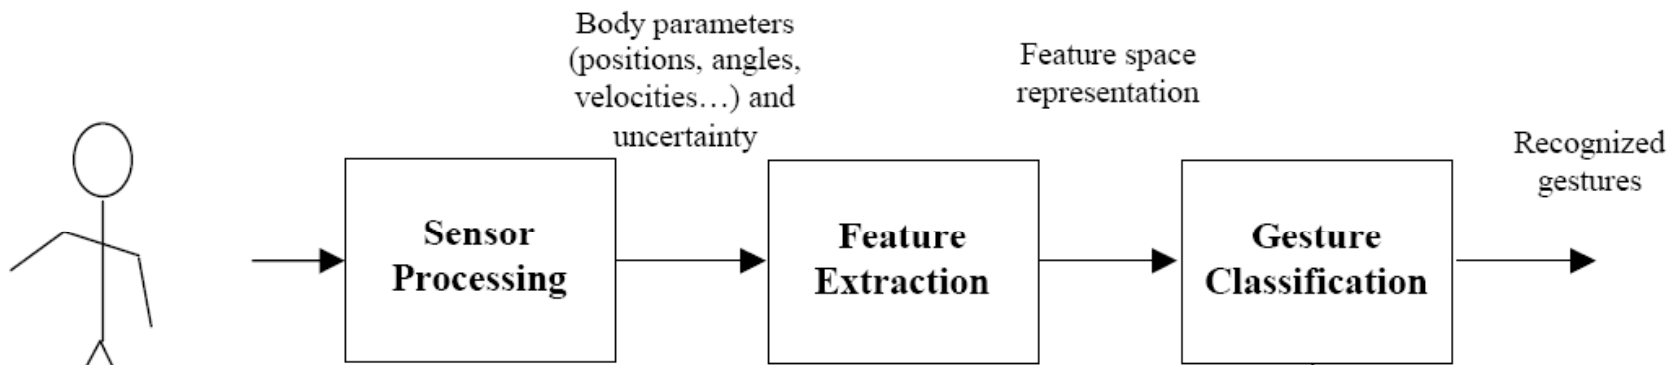 Body parameters
(positions, angles,
velocities…) and
uncertainty
Feature space
representation
Recognized
gestures
Sensor
Processing
Feature
Extraction
Gesture
Classification